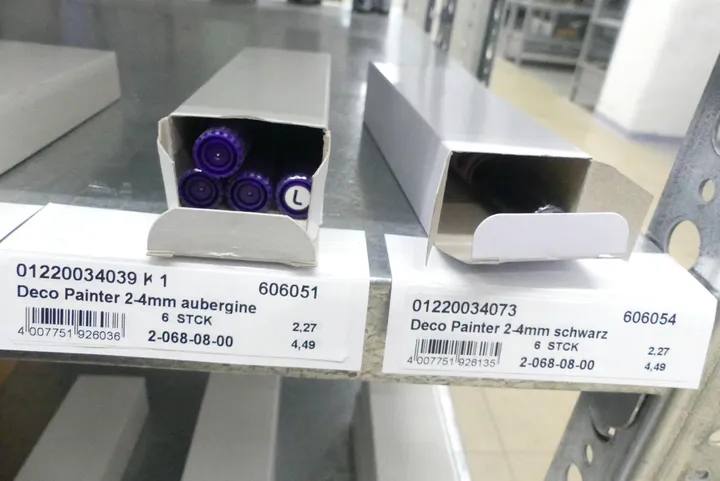 L
01220034039 K 1
606051
Deco Painter 2-4mm aubergine
6 STCK
2,27
4 007751 926036
2-068-08-00
4,49
01220034073
606054
Deco Painter 2-4mm schwarz
6 STCK
2,27
4 007751 926135
2-068-08-00
4,49